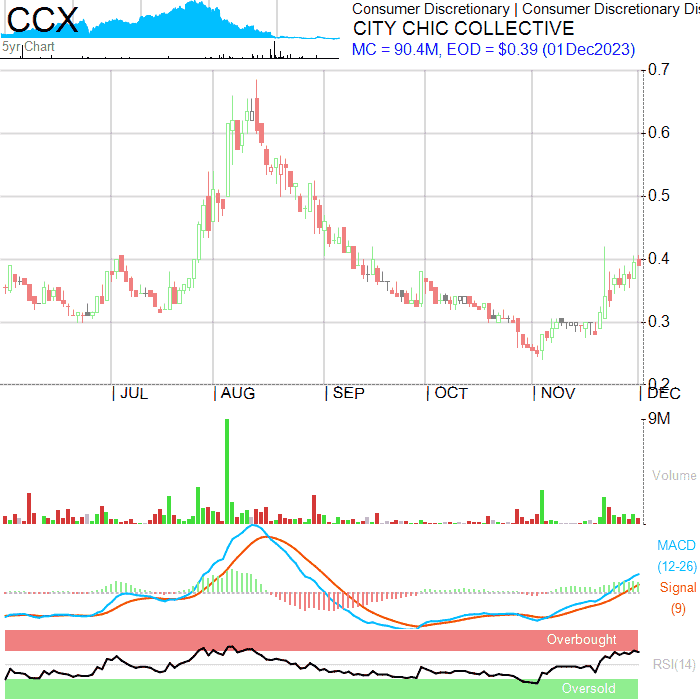 CCX
5yr Chart
Consumer Discretionary | Consumer Discretionary Dis
CITY CHIC COLLECTIVE
MC = 90.4M, EOD = $0.39 (01Dec2023)
0.7
0.6
0.5
0.4
0.3
0.2
JUL AUG SEP OCT NOV DEC
9M
Volume
MACD
(12-26)
Signal
(9)
Overbought
RSI(14)
Oversold